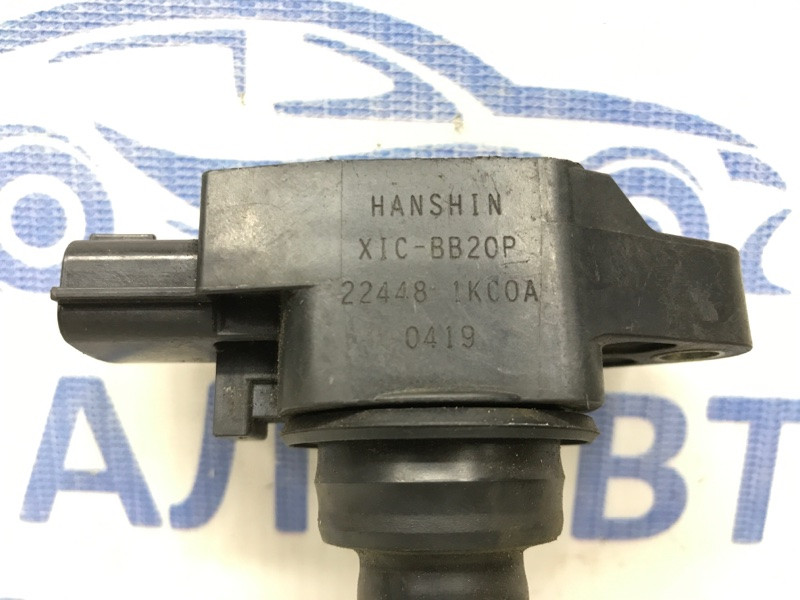 HANSHIN
XIC-BB20P
22448-1KC0A
0419